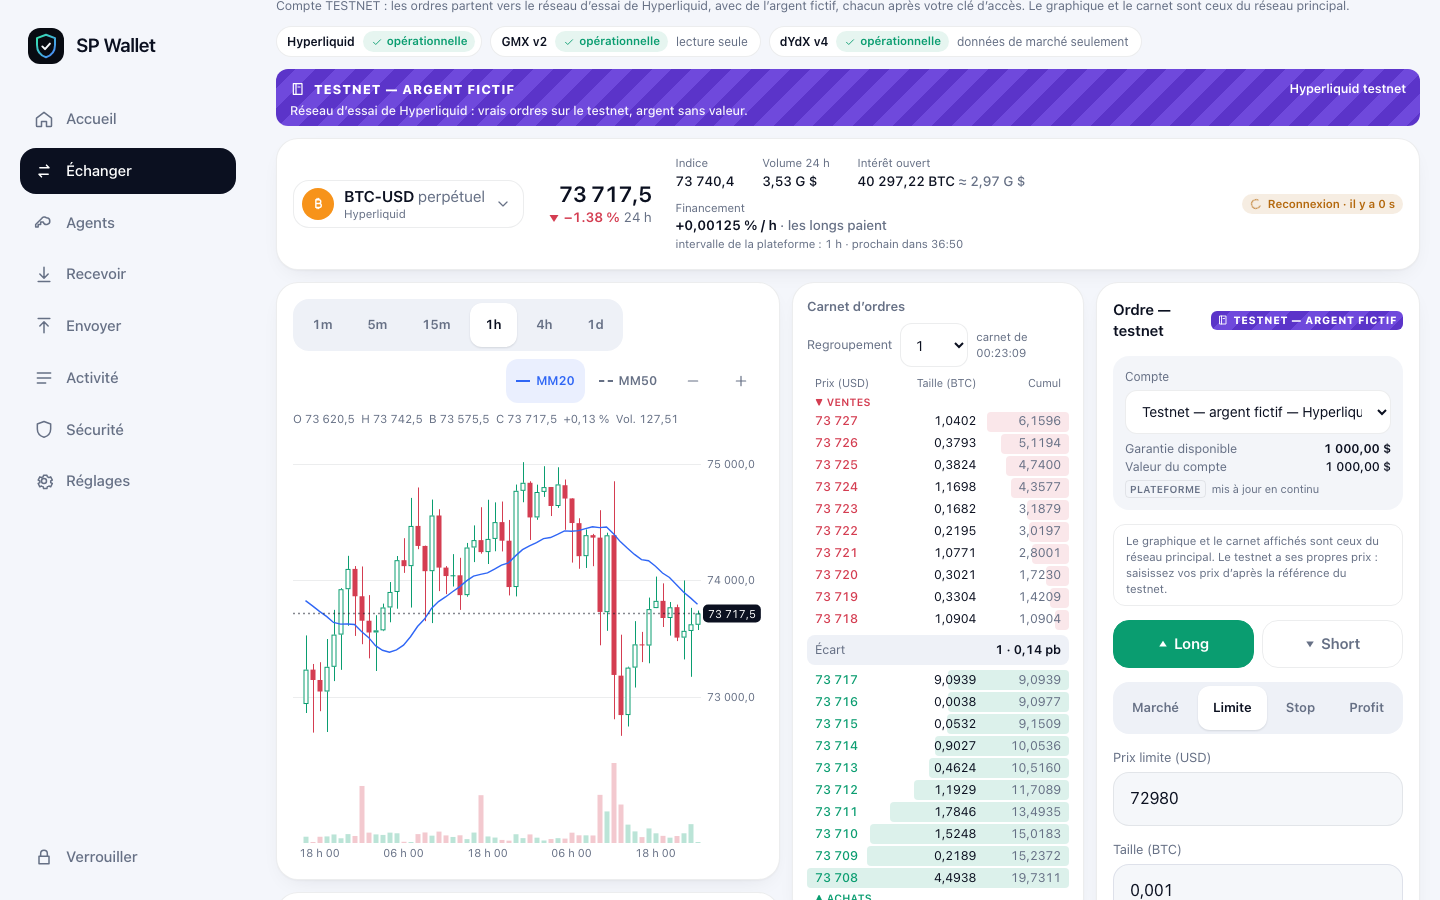 Compte TESTNET : les ordres partent vers le réseau d'essai de Hyperliquid, avec de l'argent fictif, chacun après votre clé d'accès. Le graphique et le carnet sont ceux du réseau principal.
SP Wallet
Hyperliquid opérationnelle GMX v2 opérationnelle lecture seule dYdX v4 opérationnelle données de marché seulement
TESTNET — ARGENT FICTIF
Hyperliquid testnet
Réseau d'essai de Hyperliquid : vrais ordres sur le testnet, argent sans valeur.
Accueil
Échanger
Agents
Recevoir
Envoyer
Activité
Sécurité
Réglages
Verrouiller
BTC-USD perpétuel
Hyperliquid
73 717,5
▼ −1.38 % 24 h
Indice
73 740,4
Volume 24 h
3,53 G $
Intérêt ouvert
40 297,22 BTC ≈ 2,97 G $
Financement
+0,00125 % / h · les longs paient
intervalle de la plateforme : 1 h · prochain dans 36:50
Reconnexion · il y a 0 s
1m 5m 15m 1h 4h 1d
MM20 MM50 − +
O 73 620,5 H 73 742,5 B 73 575,5 C 73 717,5 +0,13 % Vol. 127,51
75 000,0
74 000,0
73 717,5
73 000,0
18 h 00 06 h 00 18 h 00 06 h 00 18 h 00
Carnet d'ordres
Regroupement 1 carnet de
00:23:09
Prix (USD) Taille (BTC) Cumul
▼ VENTES
73 727 1,0402 6,1596
73 726 0,3793 5,1194
73 725 0,3824 4,7400
73 724 1,1698 4,3577
73 723 0,1682 3,1879
73 722 0,2195 3,0197
73 721 1,0771 2,8001
73 720 0,3021 1,7230
73 719 0,3304 1,4209
73 718 1,0904 1,0904
Écart 1 · 0,14 pb
73 717 9,0939 9,0939
73 716 0,0038 9,0977
73 715 0,0532 9,1509
73 714 0,9027 10,0536
73 713 0,4624 10,5160
73 712 1,1929 11,7089
73 711 1,7846 13,4935
73 710 1,5248 15,0183
73 709 0,2189 15,2372
73 708 4,4938 19,7311
▲ ACHATS
Ordre —
testnet
TESTNET — ARGENT FICTIF
Compte
Testnet — argent fictif — Hyperliq
Garantie disponible 1 000,00 $
Valeur du compte 1 000,00 $
PLATEFORME mis à jour en continu
Le graphique et le carnet affichés sont ceux du
réseau principal. Le testnet a ses propres prix :
saisissez vos prix d'après la référence du
testnet.
▲ Long ▼ Short
Marché Limite Stop Profit
Prix limite (USD)
72980
Taille (BTC)
0,001